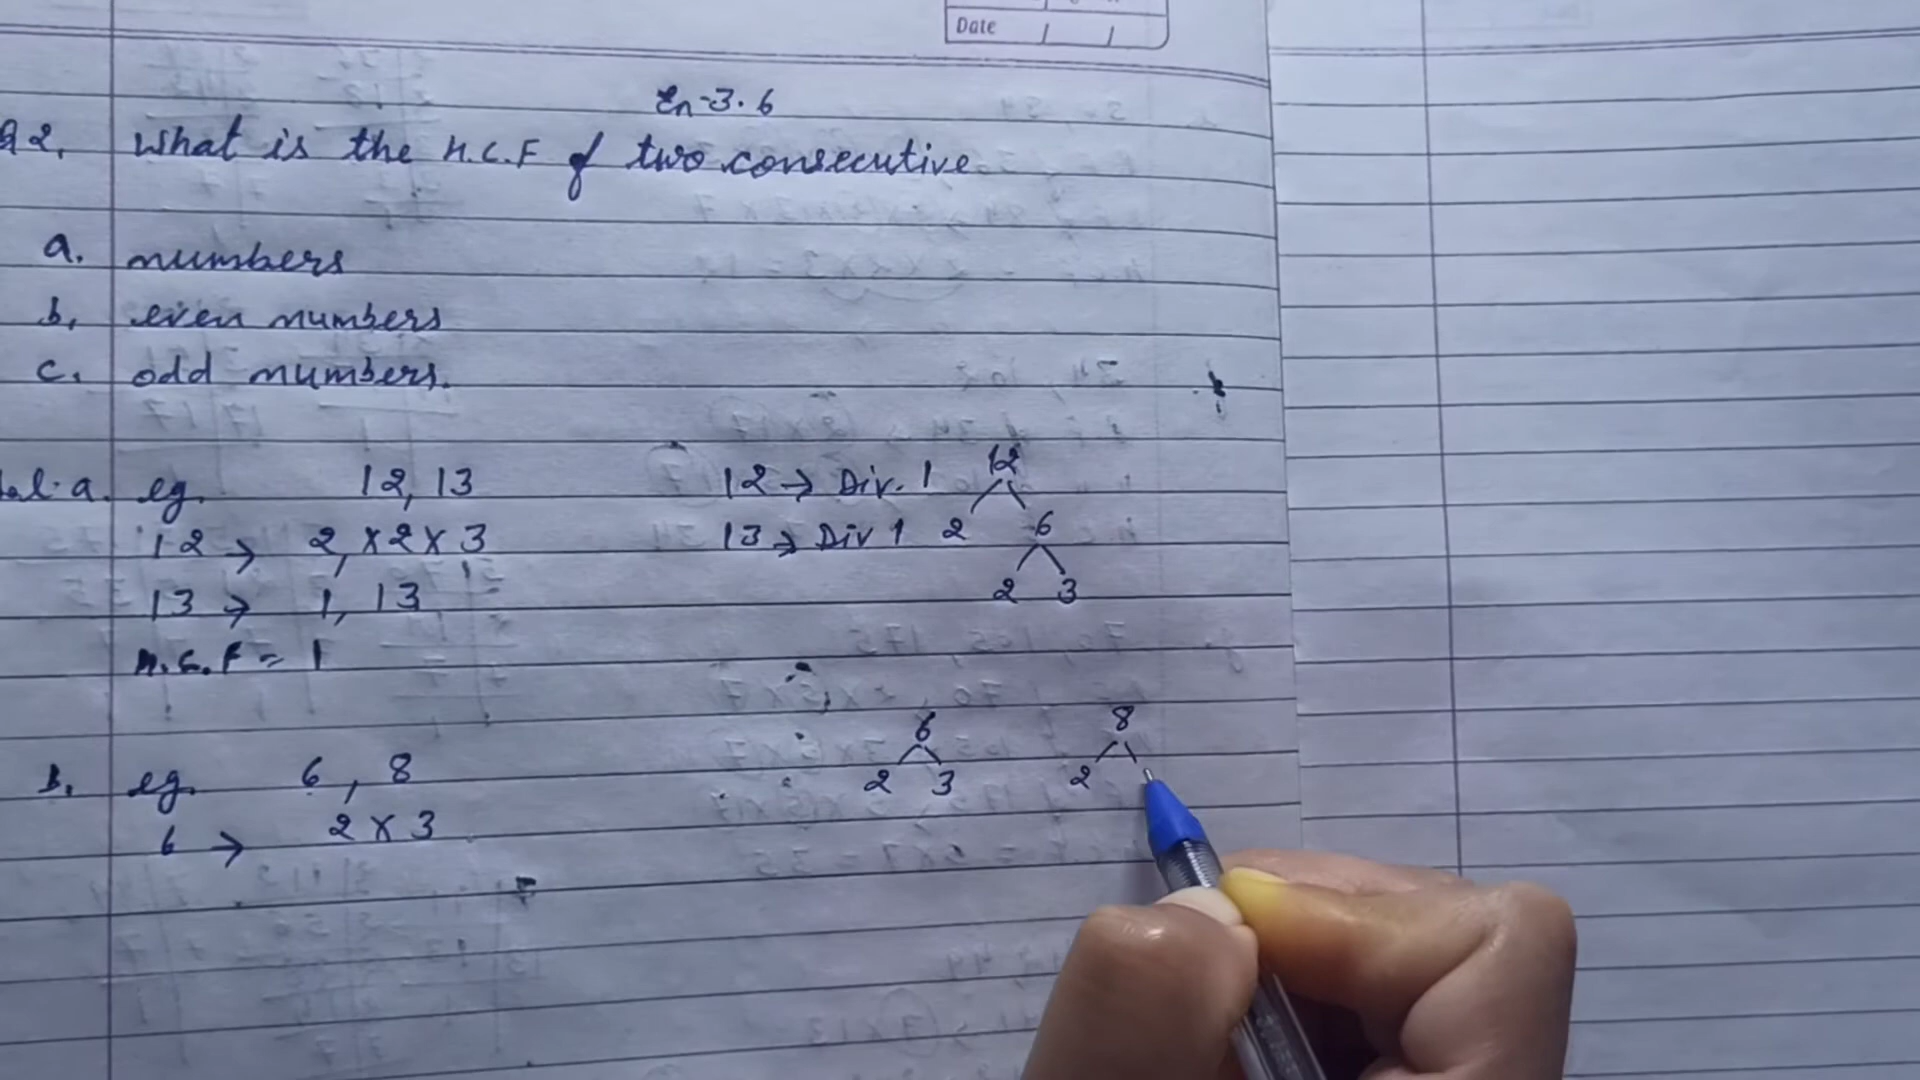 Date / /
Ex-3.6
Q2. What is the H.C.F of two consecutive
a. numbers
b. even numbers
c. odd numbers.
Sol. a. eg. 12, 13
12 → 2, x 2 x 3
13 → 1, 13
H.C.F = 1
12 → Div. 1
13 → Div 1
12
2 6
2 3
b. eg. 6, 8
6 → 2 x 3
6
2 3
8
2